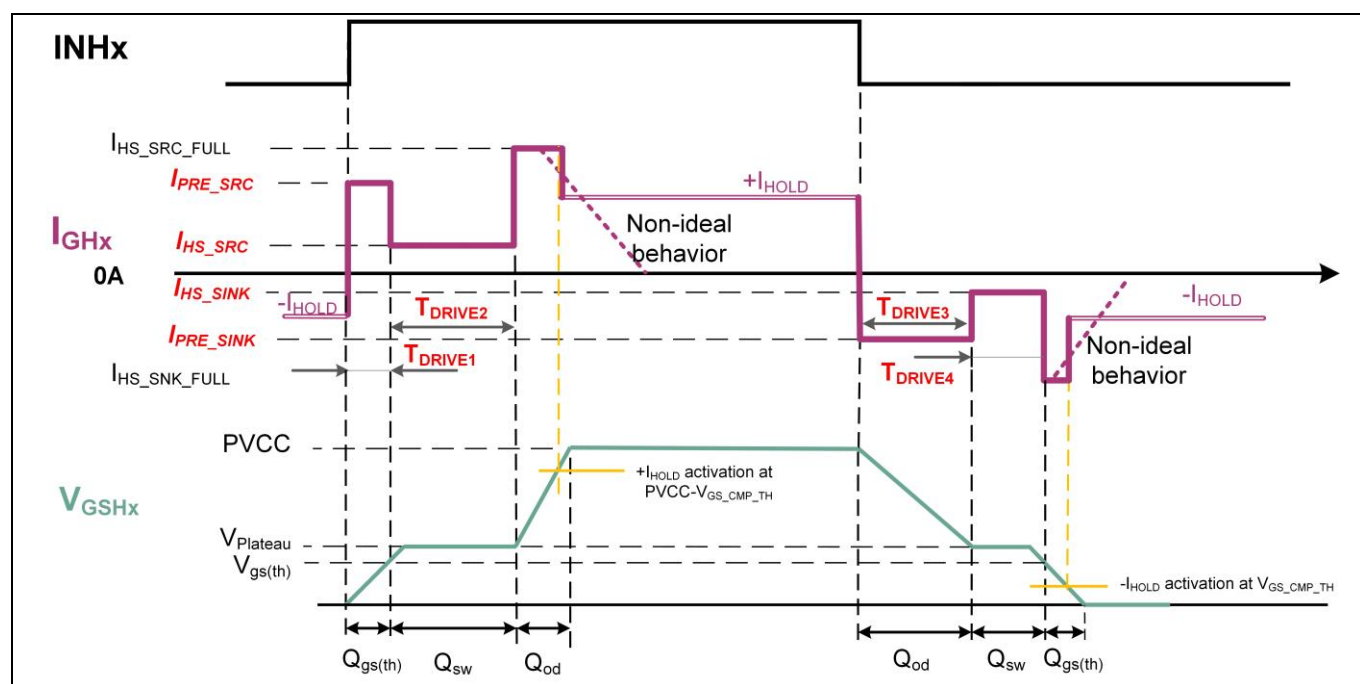 INHx
IHS_SRC_FULL
IPRE_SRC
+IHOLD
Non-ideal
behavior
IGHx
IHS_SRC
0A
IHS_SINK
-IHOLD
TDRIVE2
TDRIVE3
-IHOLD
IPRE_SINK
Non-ideal
behavior
TDRIVE1
TDRIVE4
IHS_SNK_FULL
PVCC
+IHOLD activation at
PVCC-VGS_CMP_TH
VGSHx
VPlateau
Vgs(th)
-IHOLD activation at VGS_CMP_TH
Qgs(th)
Qsw
Qod
Qod
Qsw
Qgs(th)